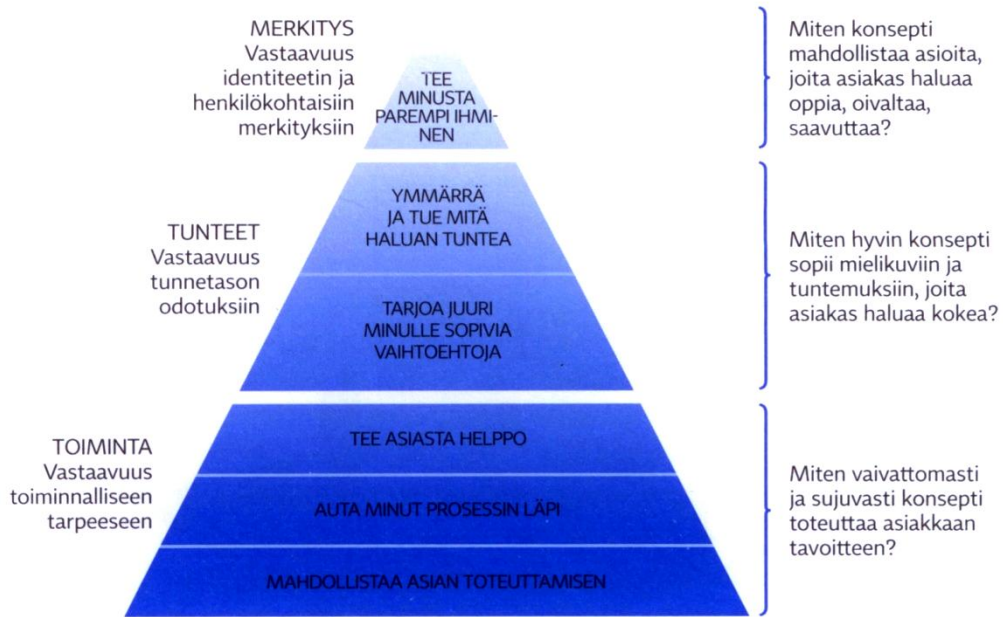 MERKITYS
Vastaavuus
identiteetin ja
henkilökohtaisiin
merkityksiin
TEE
MINUSTA
PAREMPI IHMI-
NEN
Miten konsepti
mahdollistaa asioita,
joita asiakas haluaa
oppia, oivaltaa,
saavuttaa?
TUNTEET
Vastaavuus
tunnetason
odotuksiin
YMMÄRRÄ
JA TUE MITÄ
HALUAN TUNTEA
TARJOA JUURI
MINULLE SOPIVIA
VAIHTOEHTOJA
Miten hyvin konsepti
sopii mielikuviin ja
tuntemuksiin, joita
asiakas haluaa kokea?
TOIMINTA
Vastaavuus
toiminnalliseen
tarpeeseen
TEE ASIASTA HELPPO
AUTA MINUT PROSESSIN LÄPI
MAHDOLLISTAA ASIAN TOTEUTTAMISEN
Miten vaivattomasti
ja sujuvasti konsepti
toteuttaa asiakkaan
tavoitteen?